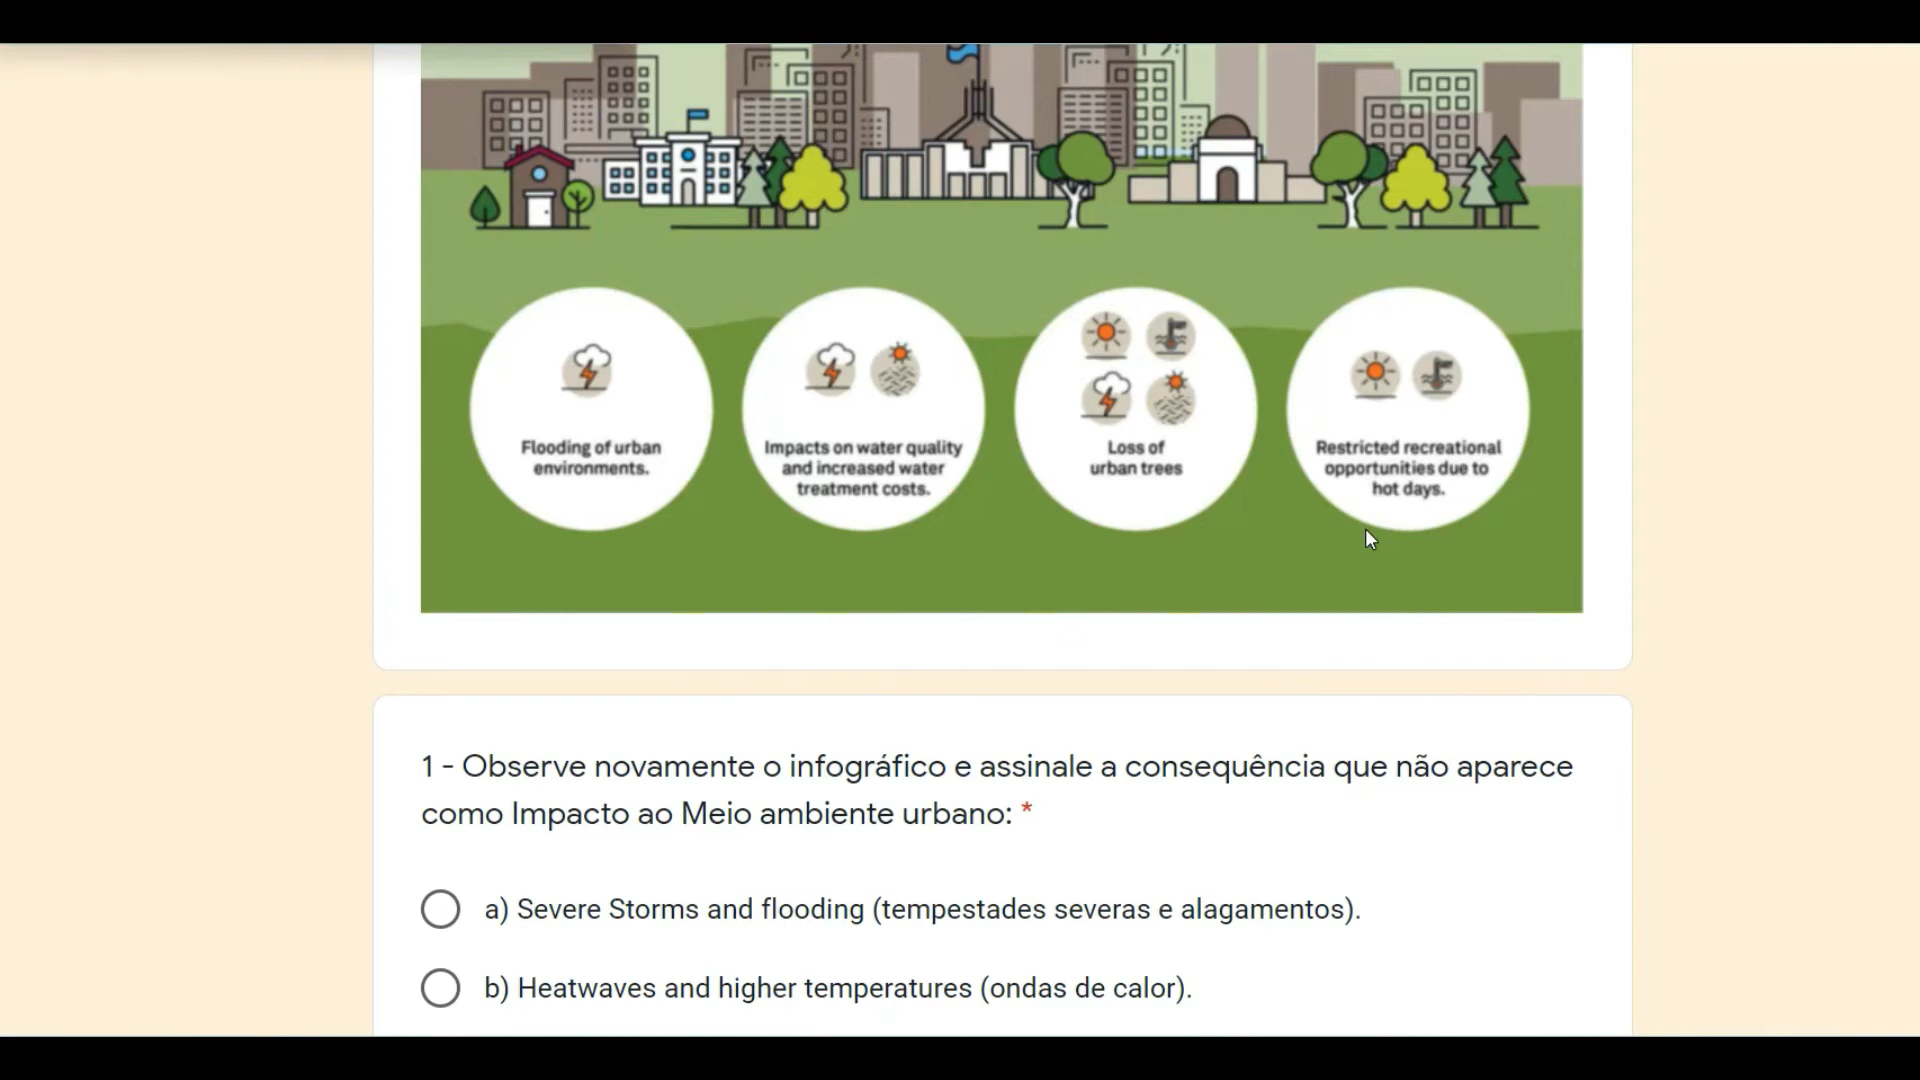 Flooding of urban
environments.
Impacts on water quality
and increased water
treatment costs.
Loss of
urban trees
Restricted recreational
opportunities due to
hot days.
1 - Observe novamente o infográfico e assinale a consequência que não aparece
como Impacto ao Meio ambiente urbano: *
a) Severe Storms and flooding (tempestades severas e alagamentos).
b) Heatwaves and higher temperatures (ondas de calor).